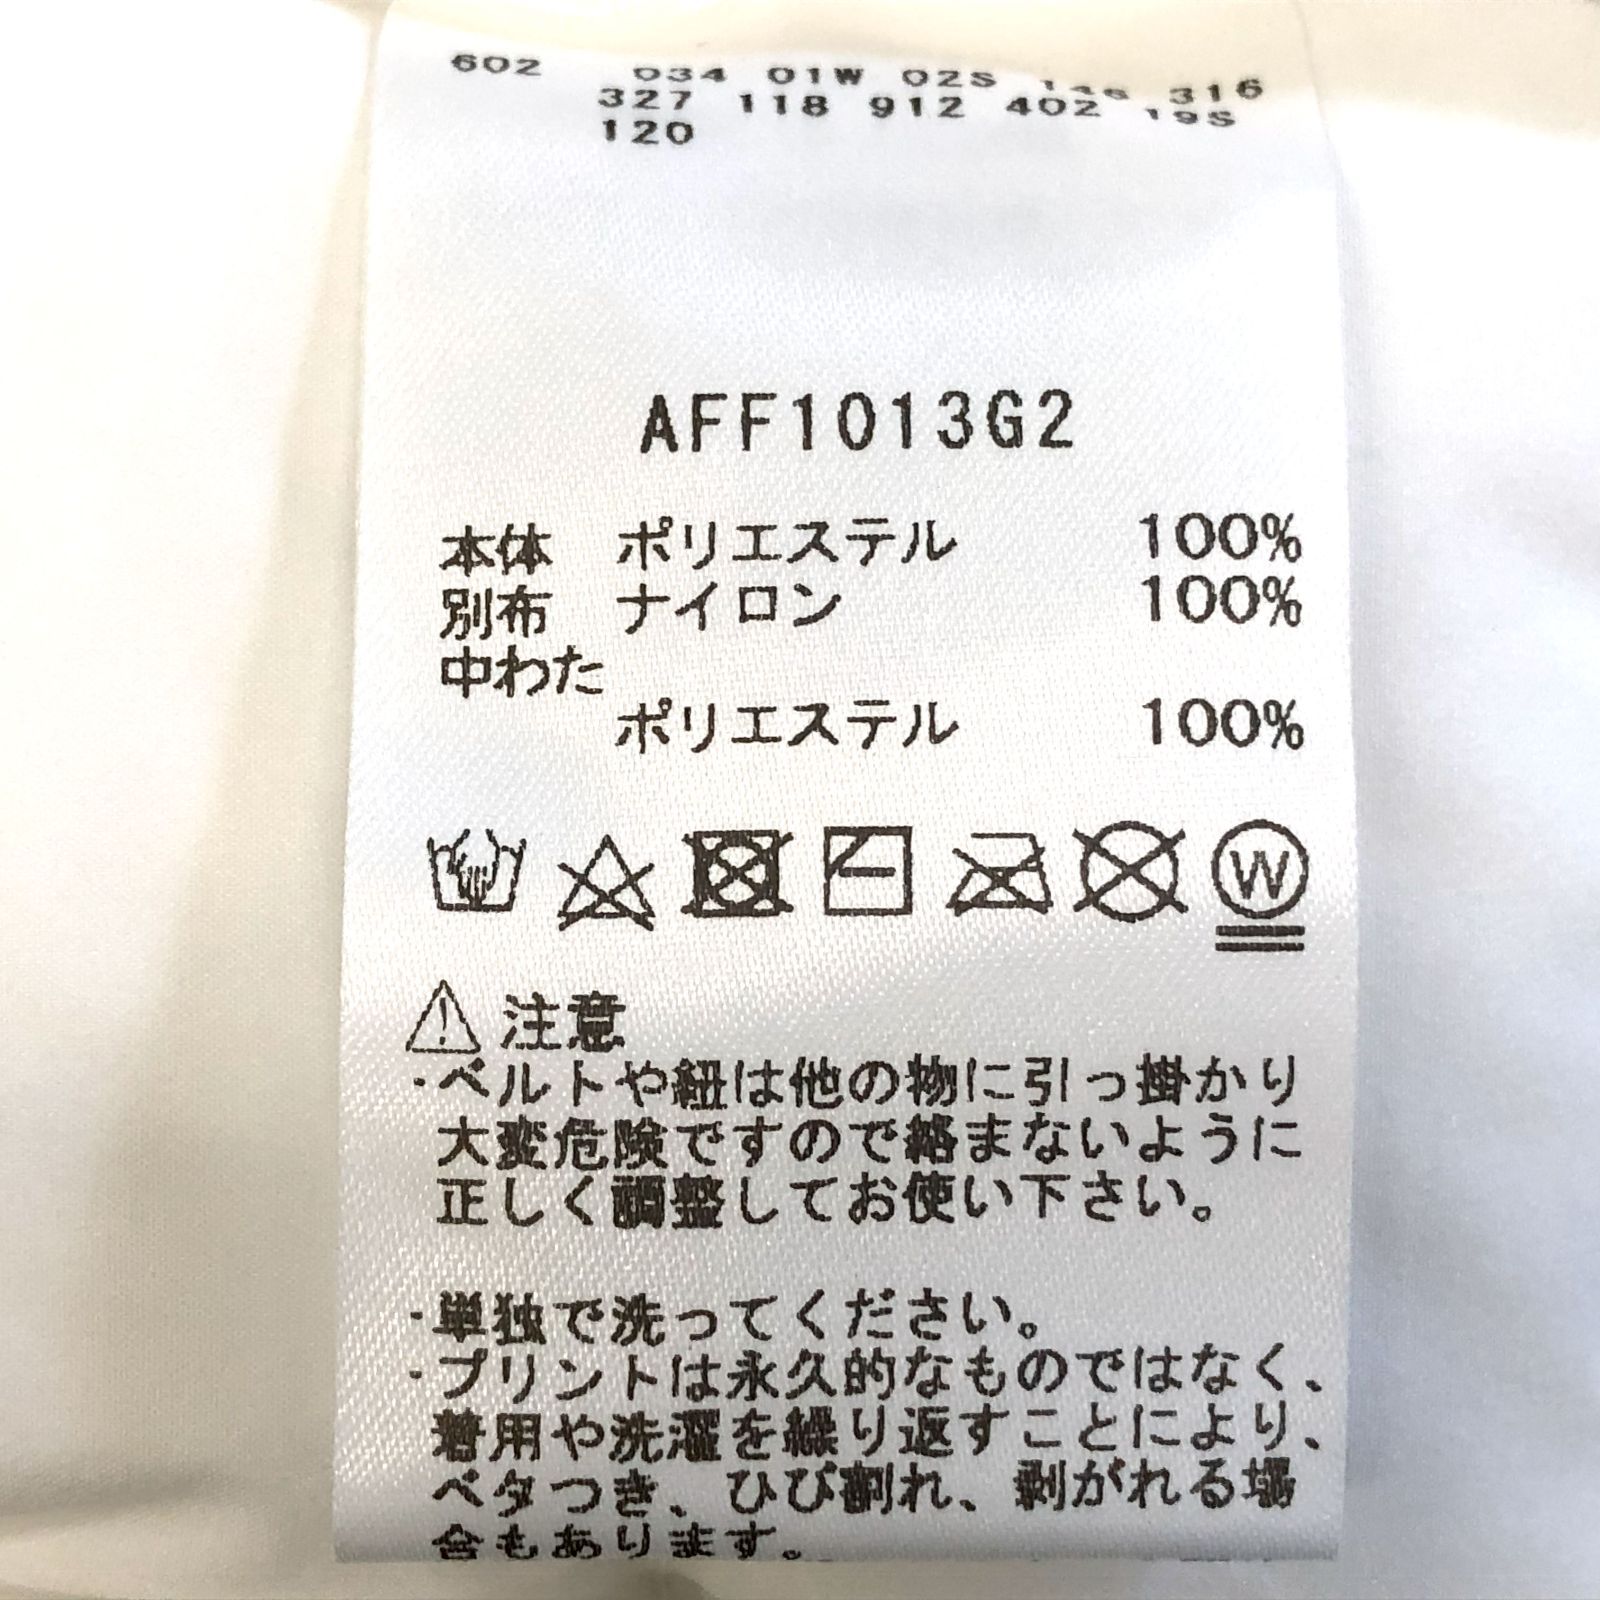 602 034 01W 02S 316
327 118 912 402 19S
120
AFF1013G2
本体 ポリエステル 100%
別布 ナイロン 100%
中わた
ポリエステル 100%
W
注意
・ベルトや紐は他の物に引っ掛かり
大変危険ですので絡まないように
正しく調整してお使い下さい。
・単独で洗ってください。
・プリントは永久的なものではなく、
着用や洗濯を繰り返すことにより、
ベタつき、ひび割れ、剥がれる場
合もあります。